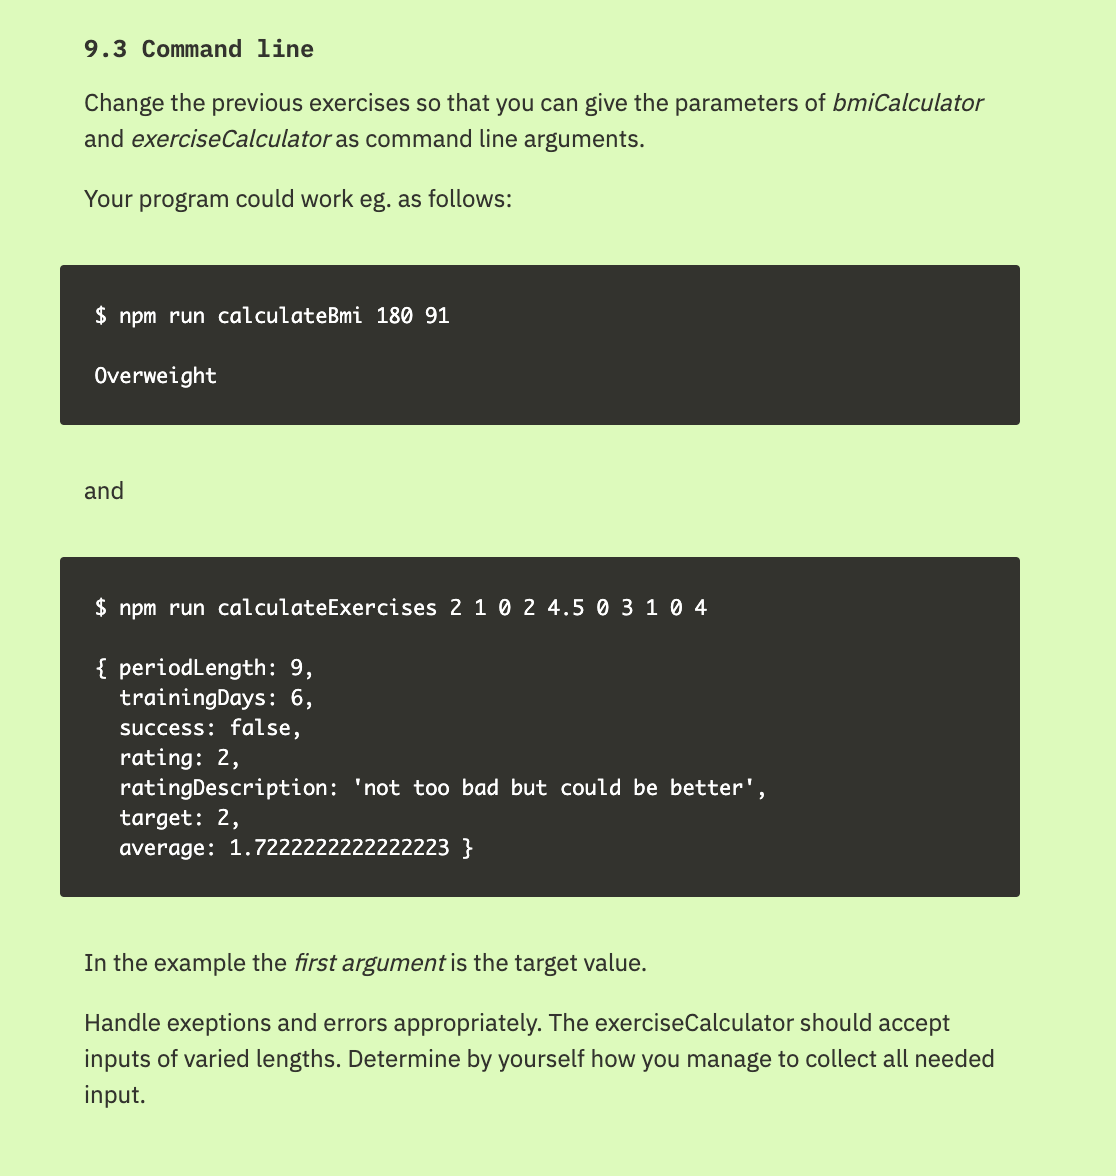 9.3 Command line
Change the previous exercises so that you can give the parameters of bmiCalculator
and exerciseCalculator as command line arguments.
Your program could work eg. as follows:
$ npm run calculateBmi 180 91
Overweight
and
$ npm run calculateExercises 2 1 0 2 4.5 0 3 1 0 4
{ periodLength: 9,
  trainingDays: 6,
  success: false,
  rating: 2,
  ratingDescription: 'not too bad but could be better',
  target: 2,
  average: 1.7222222222222223 }
In the example the first argument is the target value.
Handle exeptions and errors appropriately. The exerciseCalculator should accept
inputs of varied lengths. Determine by yourself how you manage to collect all needed
input.